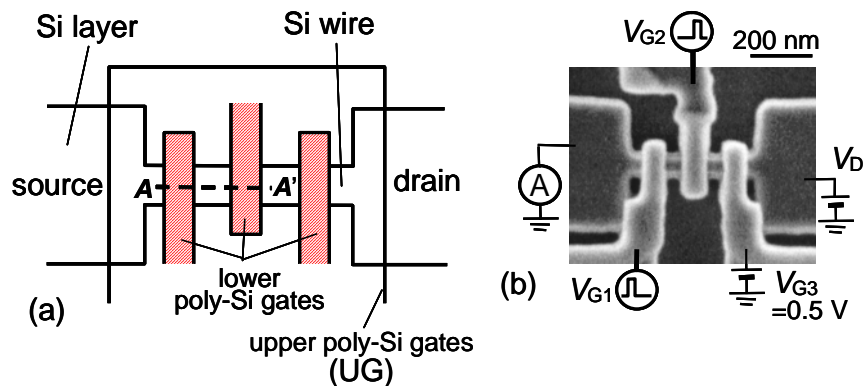 Si layer
Si wire
source
A
A'
drain
lower
poly-Si gates
(a)
upper poly-Si gates
(UG)
VG2
200 nm
A
VD
(b)
VG1
VG3
=0.5 V